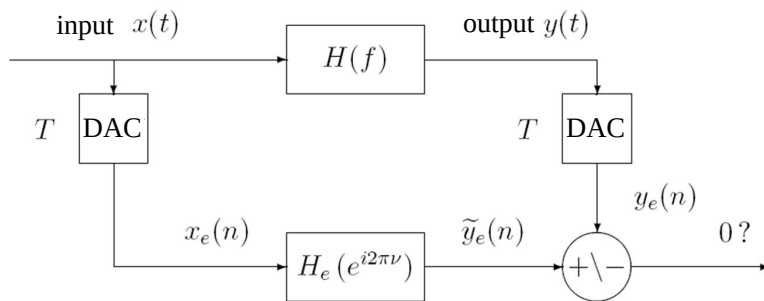 input x(t)
output y(t)
H(f)
T
DAC
T
DAC
y_e(n)
x_e(n)
ỹ_e(n)
0 ?
H_e (e^{i2πν})
+\−